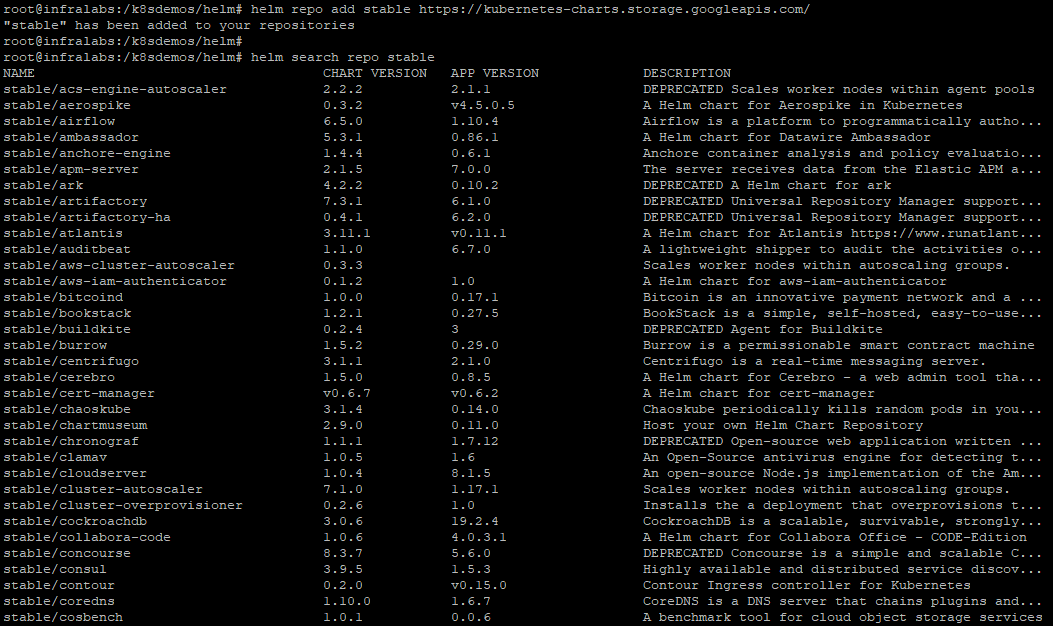 root@infralabs:/k8sdemos/helm# helm repo add stable https://kubernetes-charts.storage.googleapis.com/
"stable" has been added to your repositories
root@infralabs:/k8sdemos/helm#
root@infralabs:/k8sdemos/helm# helm search repo stable
NAME CHART VERSION APP VERSION DESCRIPTION
stable/acs-engine-autoscaler 2.2.2 2.1.1 DEPRECATED Scales worker nodes within agent pools
stable/aerospike 0.3.2 v4.5.0.5 A Helm chart for Aerospike in Kubernetes
stable/airflow 6.5.0 1.10.4 Airflow is a platform to programmatically autho...
stable/ambassador 5.3.1 0.86.1 A Helm chart for Datawire Ambassador
stable/anchore-engine 1.4.4 0.6.1 Anchore container analysis and policy evaluatio...
stable/apm-server 2.1.5 7.0.0 The server receives data from the Elastic APM a...
stable/ark 4.2.2 0.10.2 DEPRECATED A Helm chart for ark
stable/artifactory 7.3.1 6.1.0 DEPRECATED Universal Repository Manager support...
stable/artifactory-ha 0.4.1 6.2.0 DEPRECATED Universal Repository Manager support...
stable/atlantis 3.11.1 v0.11.1 A Helm chart for Atlantis https://www.runatlant...
stable/auditbeat 1.1.0 6.7.0 A lightweight shipper to audit the activities o...
stable/aws-cluster-autoscaler 0.3.3 Scales worker nodes within autoscaling groups.
stable/aws-iam-authenticator 0.1.2 1.0 A Helm chart for aws-iam-authenticator
stable/bitcoind 1.0.0 0.17.1 Bitcoin is an innovative payment network and a ...
stable/bookstack 1.2.1 0.27.5 BookStack is a simple, self-hosted, easy-to-use...
stable/buildkite 0.2.4 3 DEPRECATED Agent for Buildkite
stable/burrow 1.5.2 0.29.0 Burrow is a permissionable smart contract machine
stable/centrifugo 3.1.1 2.1.0 Centrifugo is a real-time messaging server.
stable/cerebro 1.5.0 0.8.5 A Helm chart for Cerebro - a web admin tool tha...
stable/cert-manager v0.6.7 v0.6.2 A Helm chart for cert-manager
stable/chaoskube 3.1.4 0.14.0 Chaoskube periodically kills random pods in you...
stable/chartmuseum 2.9.0 0.11.0 Host your own Helm Chart Repository
stable/chronograf 1.1.1 1.7.12 DEPRECATED Open-source web application written ...
stable/clamav 1.0.5 1.6 An Open-Source antivirus engine for detecting t...
stable/cloudserver 1.0.4 8.1.5 An open-source Node.js implementation of the Am...
stable/cluster-autoscaler 7.1.0 1.17.1 Scales worker nodes within autoscaling groups.
stable/cluster-overprovisioner 0.2.6 1.0 Installs the a deployment that overprovisions t...
stable/cockroachdb 3.0.6 19.2.4 CockroachDB is a scalable, survivable, strongly...
stable/collabora-code 1.0.6 4.0.3.1 A Helm chart for Collabora Office - CODE-Edition
stable/concourse 8.3.7 5.6.0 DEPRECATED Concourse is a simple and scalable C...
stable/consul 3.9.5 1.5.3 Highly available and distributed service discov...
stable/contour 0.2.0 v0.15.0 Contour Ingress controller for Kubernetes
stable/coredns 1.10.0 1.6.7 CoreDNS is a DNS server that chains plugins and...
stable/cosbench 1.0.1 0.0.6 A benchmark tool for cloud object storage services